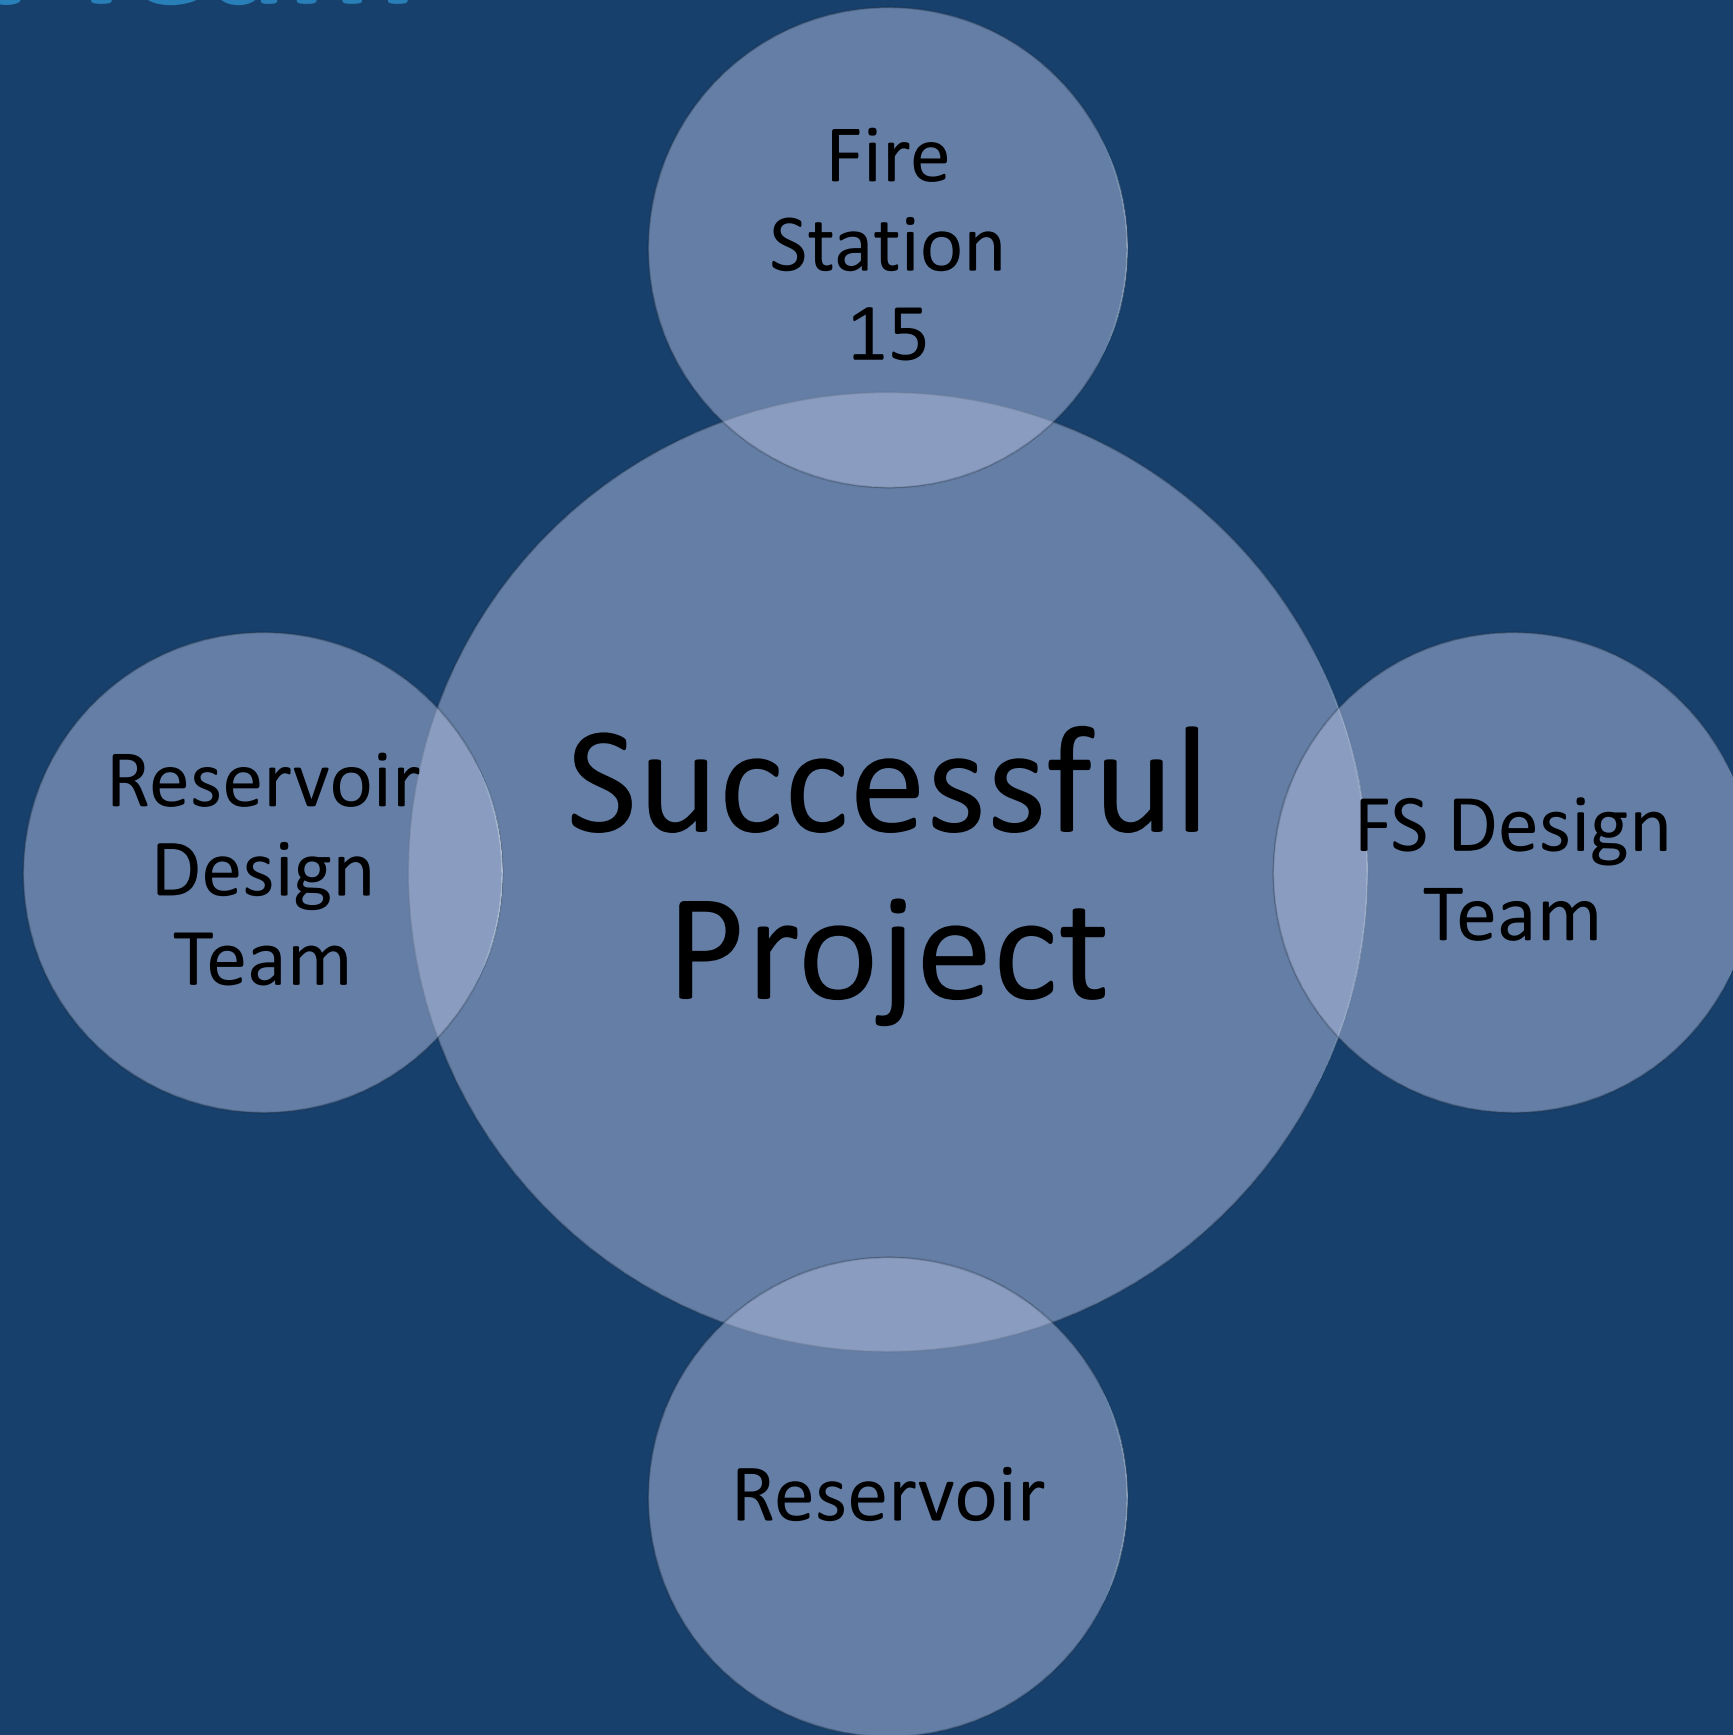 Fire
Station
15
Reservoir
Design
Team
Successful
Project
FS Design
Team
Reservoir